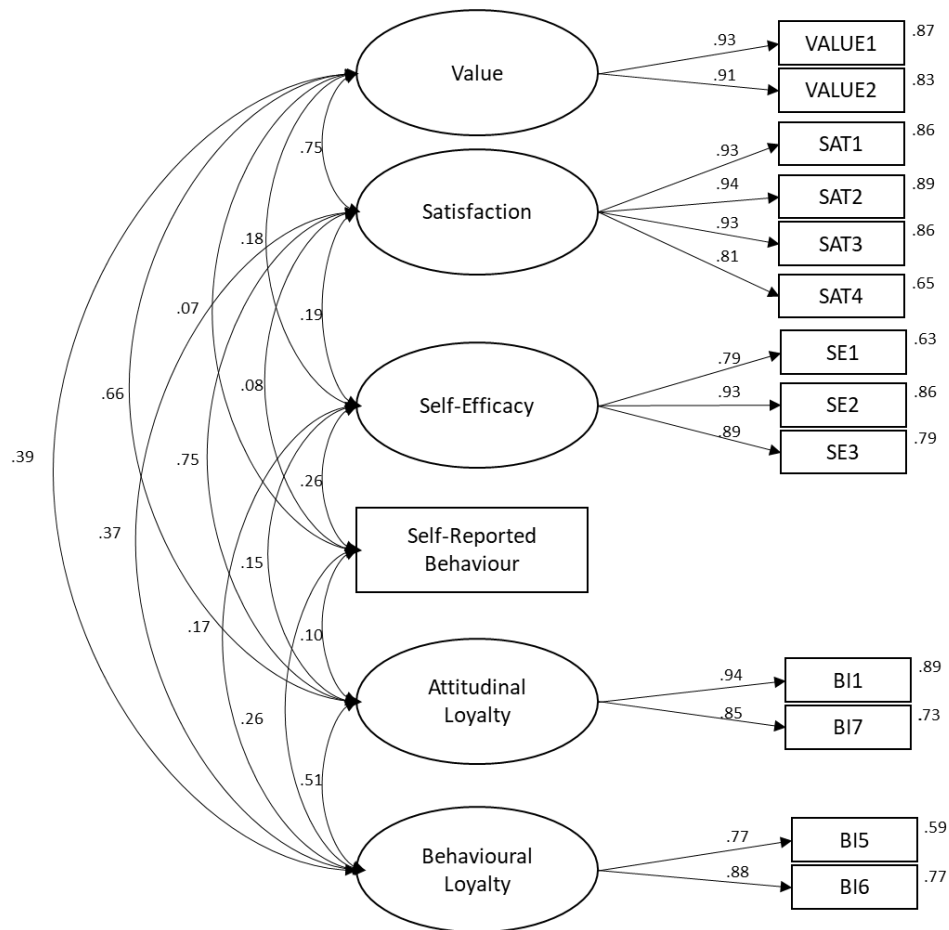 .93
VALUE1
.87
Value
.91
VALUE2
.83
.75
.93
SAT1
.86
Satisfaction
.94
SAT2
.89
.93
SAT3
.86
.81
SAT4
.65
.18
.07
.19
.08
.79
SE1
.63
Self-Efficacy
.93
SE2
.86
.89
SE3
.79
.66
.39
.75
.26
.37
Self-Reported
Behaviour
.15
.17
.10
.94
BI1
.89
Attitudinal
Loyalty
.85
BI7
.73
.26
.51
.77
BI5
.59
Behavioural
Loyalty
.88
BI6
.77